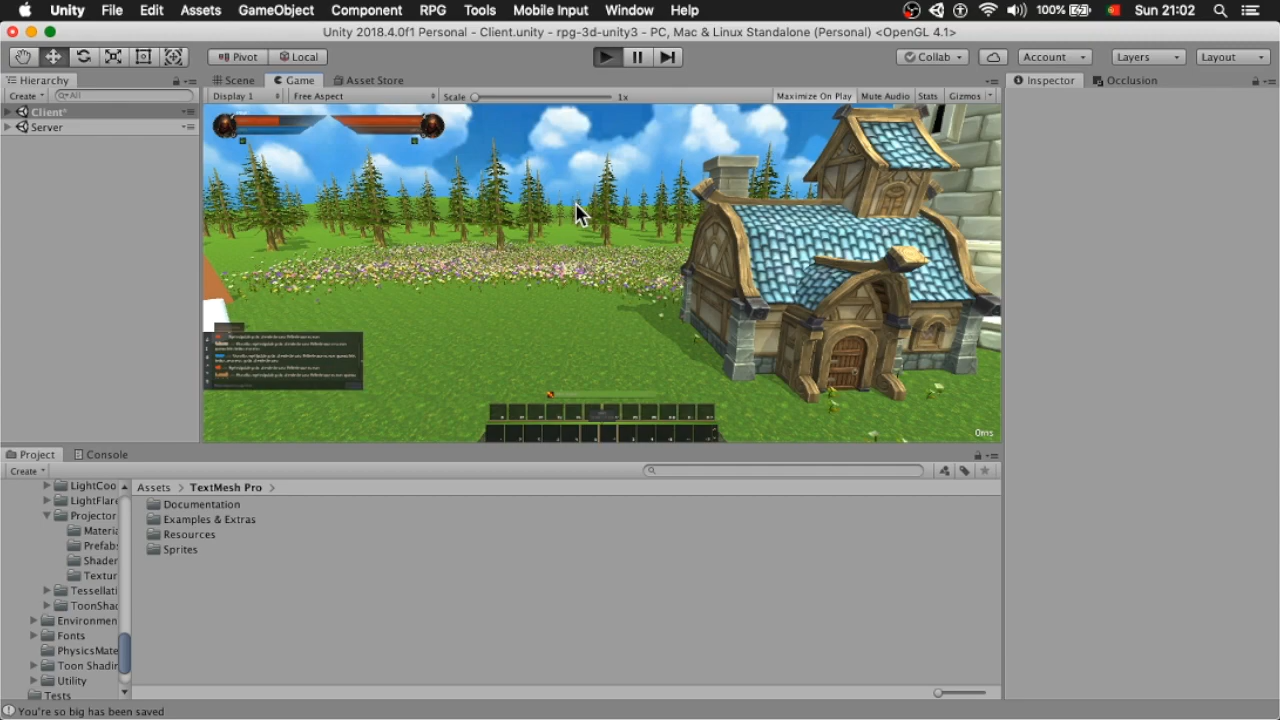 Unity File Edit Assets GameObject Component RPG Tools Mobile Input Window Help 100% Sun 21:02
Unity 2018.4.0f1 Personal - Client.unity - rpg-3d-unity3 - PC, Mac & Linux Standalone (Personal) <OpenGL 4.1>
Pivot Local Collab Account Layers Layout
Hierarchy Scene Game Asset Store Inspector Occlusion
Create All Display 1 Free Aspect Scale 1x Maximize On Play Mute Audio Stats Gizmos
Client*
Server
0ms
Project Console
Create
LightCoo Assets > TextMesh Pro >
LightFlare Documentation
Projector Examples & Extras
Materia Resources
Prefabs Sprites
Shader
Textur
Tessellati
ToonShad
Environmen
Fonts
PhysicsMate
Toon Shadin
Utility
Tests
You're so big has been saved